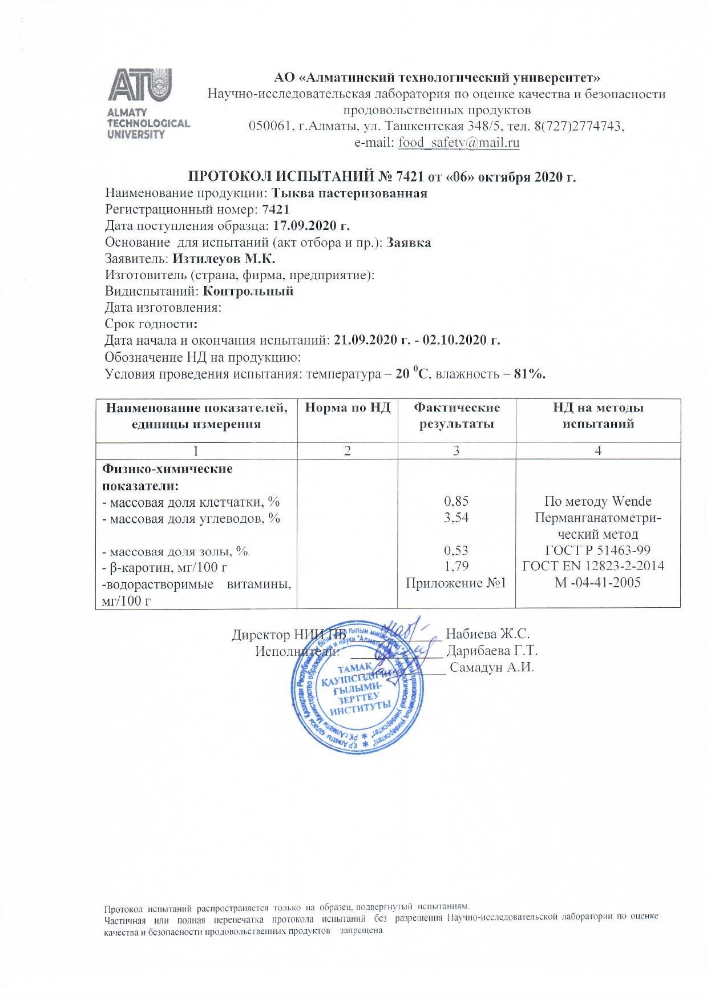 ATU
ALMATY
TECHNOLOGICAL
UNIVERSITY
АО «Алматинский технологический университет»
Научно-исследовательская лаборатория по оценке качества и безопасности
продовольственных продуктов
050061, г.Алматы, ул. Ташкентская 348/5, тел. 8(727)2774743,
e-mail: food_safety@mail.ru
ПРОТОКОЛ ИСПЫТАНИЙ № 7421 от «06» октября 2020 г.
Наименование продукции: Тыква пастеризованная
Регистрационный номер: 7421
Дата поступления образца: 17.09.2020 г.
Основание для испытаний (акт отбора и пр.): Заявка
Заявитель: Изтилеуов М.К.
Изготовитель (страна, фирма, предприятие):
Видиспытаний: Контрольный
Дата изготовления:
Срок годности:
Дата начала и окончания испытаний: 21.09.2020 г. - 02.10.2020 г.
Обозначение НД на продукцию:
Условия проведения испытания: температура – 20 ⁰С, влажность – 81%.
Наименование показателей, единицы измерения
Норма по НД
Фактические результаты
НД на методы испытаний
1 2 3 4
Физико-химические
показатели:
- массовая доля клетчатки, % 0,85 По методу Wende
- массовая доля углеводов, % 3,54 Перманганатометри-
ческий метод
- массовая доля золы, % 0,53 ГОСТ Р 51463-99
- β-каротин, мг/100 г 1,79 ГОСТ EN 12823-2-2014
-водорастворимые витамины, Приложение №1 М -04-41-2005
мг/100 г
Директор НИИ ПБ Набиева Ж.С.
Исполнители: Дарибаева Г.Т.
Самадун А.И.
ТАМАҚ
ҚАУІПСІЗДІГІ
ҒЫЛЫМИ-
ЗЕРТТЕУ
ИНСТИТУТЫ
Протокол испытаний распространяется только на образец, подвергнутый испытаниям.
Частичная или полная перепечатка протокола испытаний без разрешения Научно-исследовательской лаборатории по оценке
качества и безопасности продовольственных продуктов запрещена.